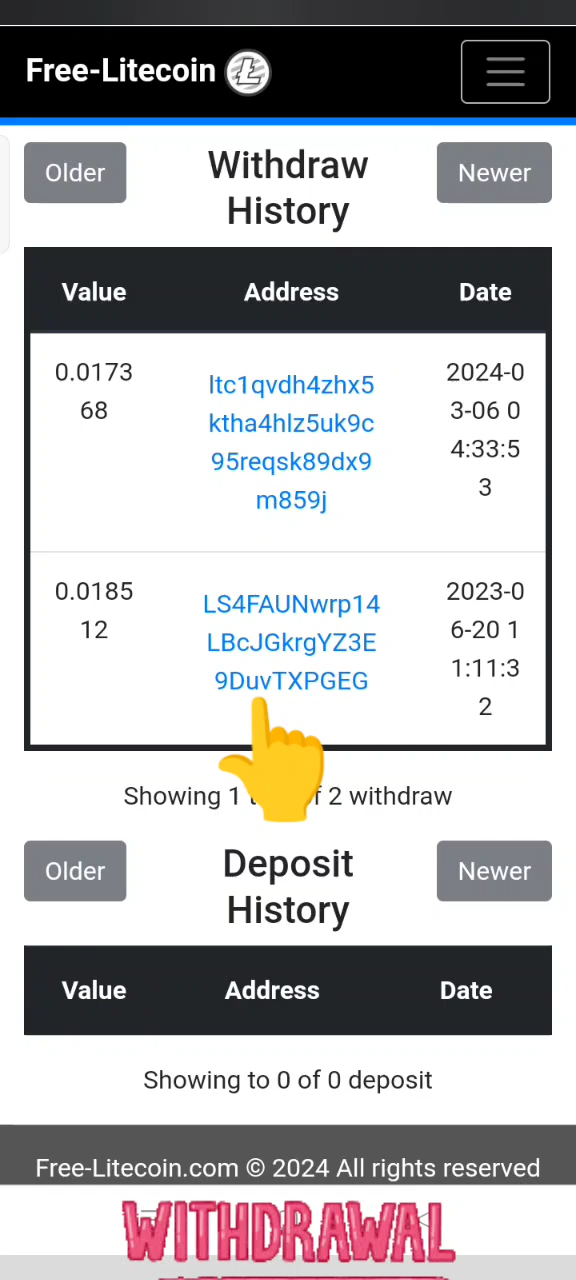 Free-Litecoin
Older
Withdraw
History
Newer
Value
Address
Date
0.0173
68
ltc1qvdh4zhx5
ktha4hlz5uk9c
95reqsk89dx9
m859j
2024-0
3-06 0
4:33:5
3
0.0185
12
LS4FAUNwrp14
LBcJGkrgYZ3E
9DuvTXPGEG
2023-0
6-20 1
1:11:3
2
Showing 1 of 2 withdraw
Older
Deposit
History
Newer
Value
Address
Date
Showing to 0 of 0 deposit
Free-Litecoin.com © 2024 All rights reserved
WITHDRAWAL